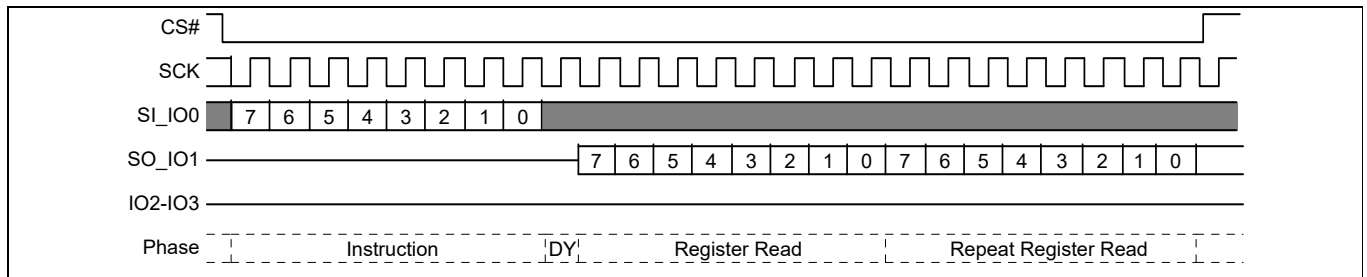 CS#
SCK
SI_IO0 7 6 5 4 3 2 1 0
SO_IO1 7 6 5 4 3 2 1 0 7 6 5 4 3 2 1 0
IO2-IO3
Phase Instruction DY Register Read Repeat Register Read